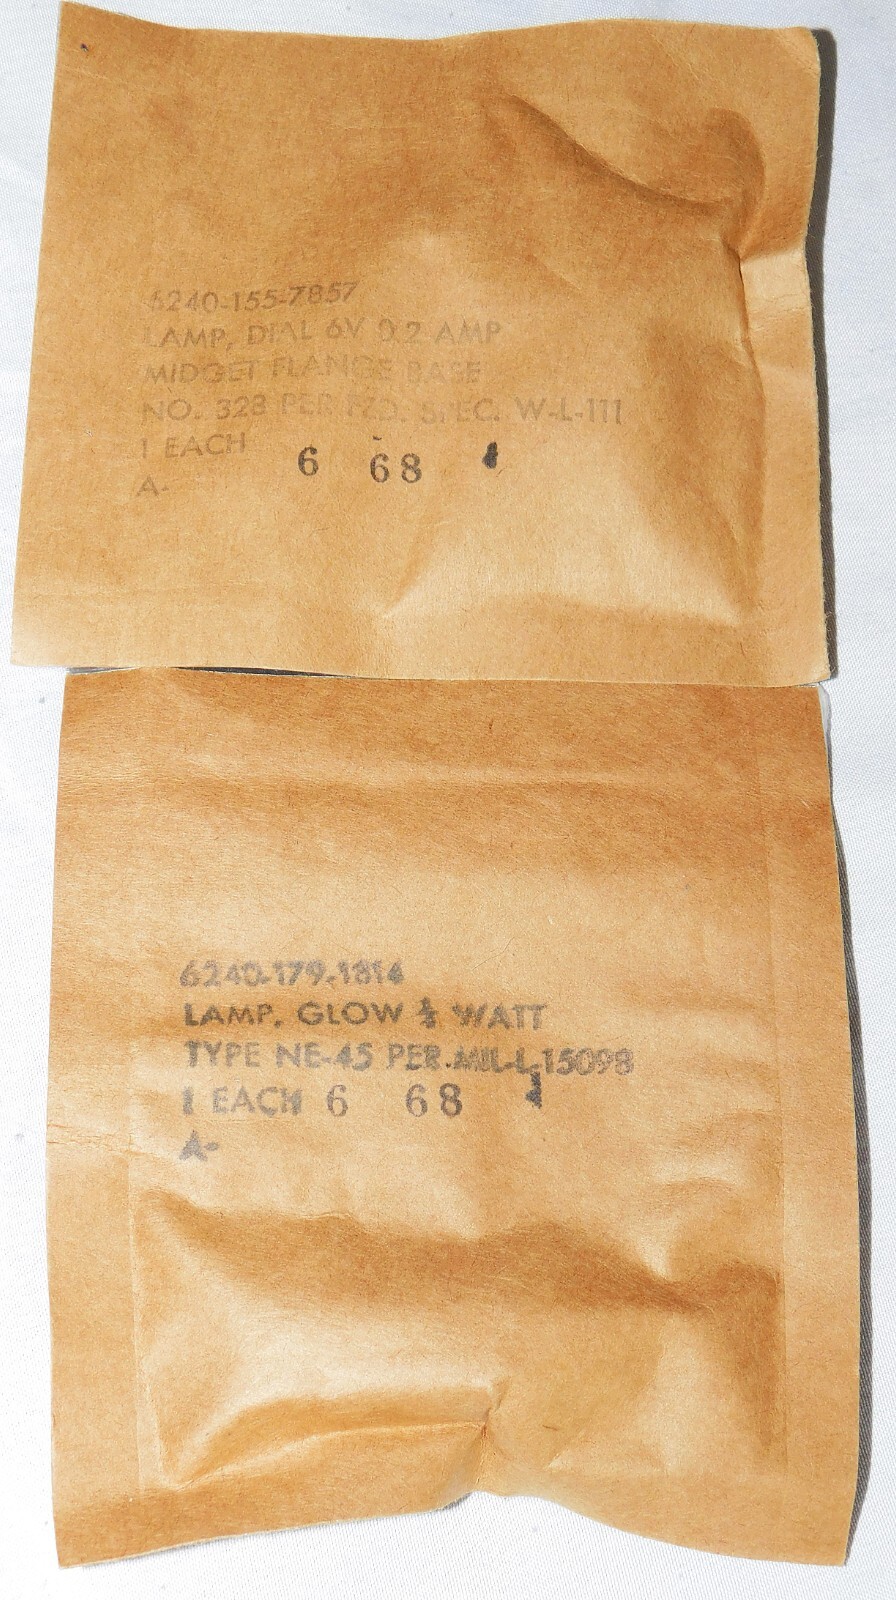 6240-155-7857
LAMP, DIAL 6V 0.2 AMP
MIDGET FLANGE BASE
NO. 328 PER FED. SPEC. W-L-111
1 EACH 6 68
A-
6240-179-1814
LAMP, GLOW WATT
TYPE NE-45 PER MIL-L-15098
1 EACH 6 68
A-